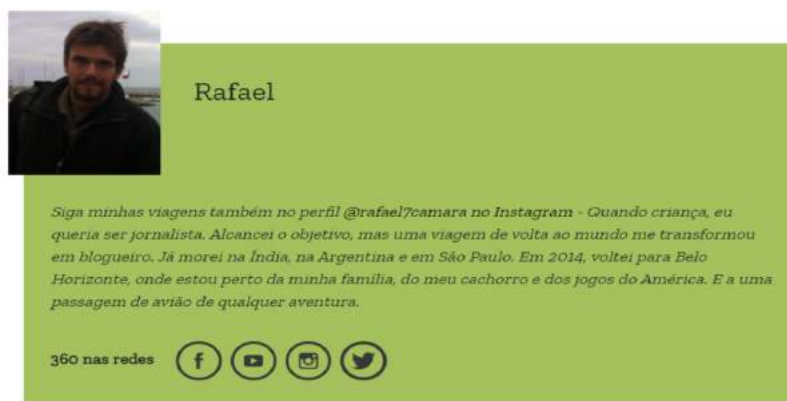 Rafael
Siga minhas viagens também no perfil @rafael7camara no Instagram - Quando criança, eu
queria ser jornalista. Alcancei o objetivo, mas uma viagem de volta ao mundo me transformou
em blogueiro. Já morei na Índia, na Argentina e em São Paulo. Em 2014, voltei para Belo
Horizonte, onde estou perto da minha família, do meu cachorro e dos jogos do América. E a uma
passagem de avião de qualquer aventura.
360 nas redes